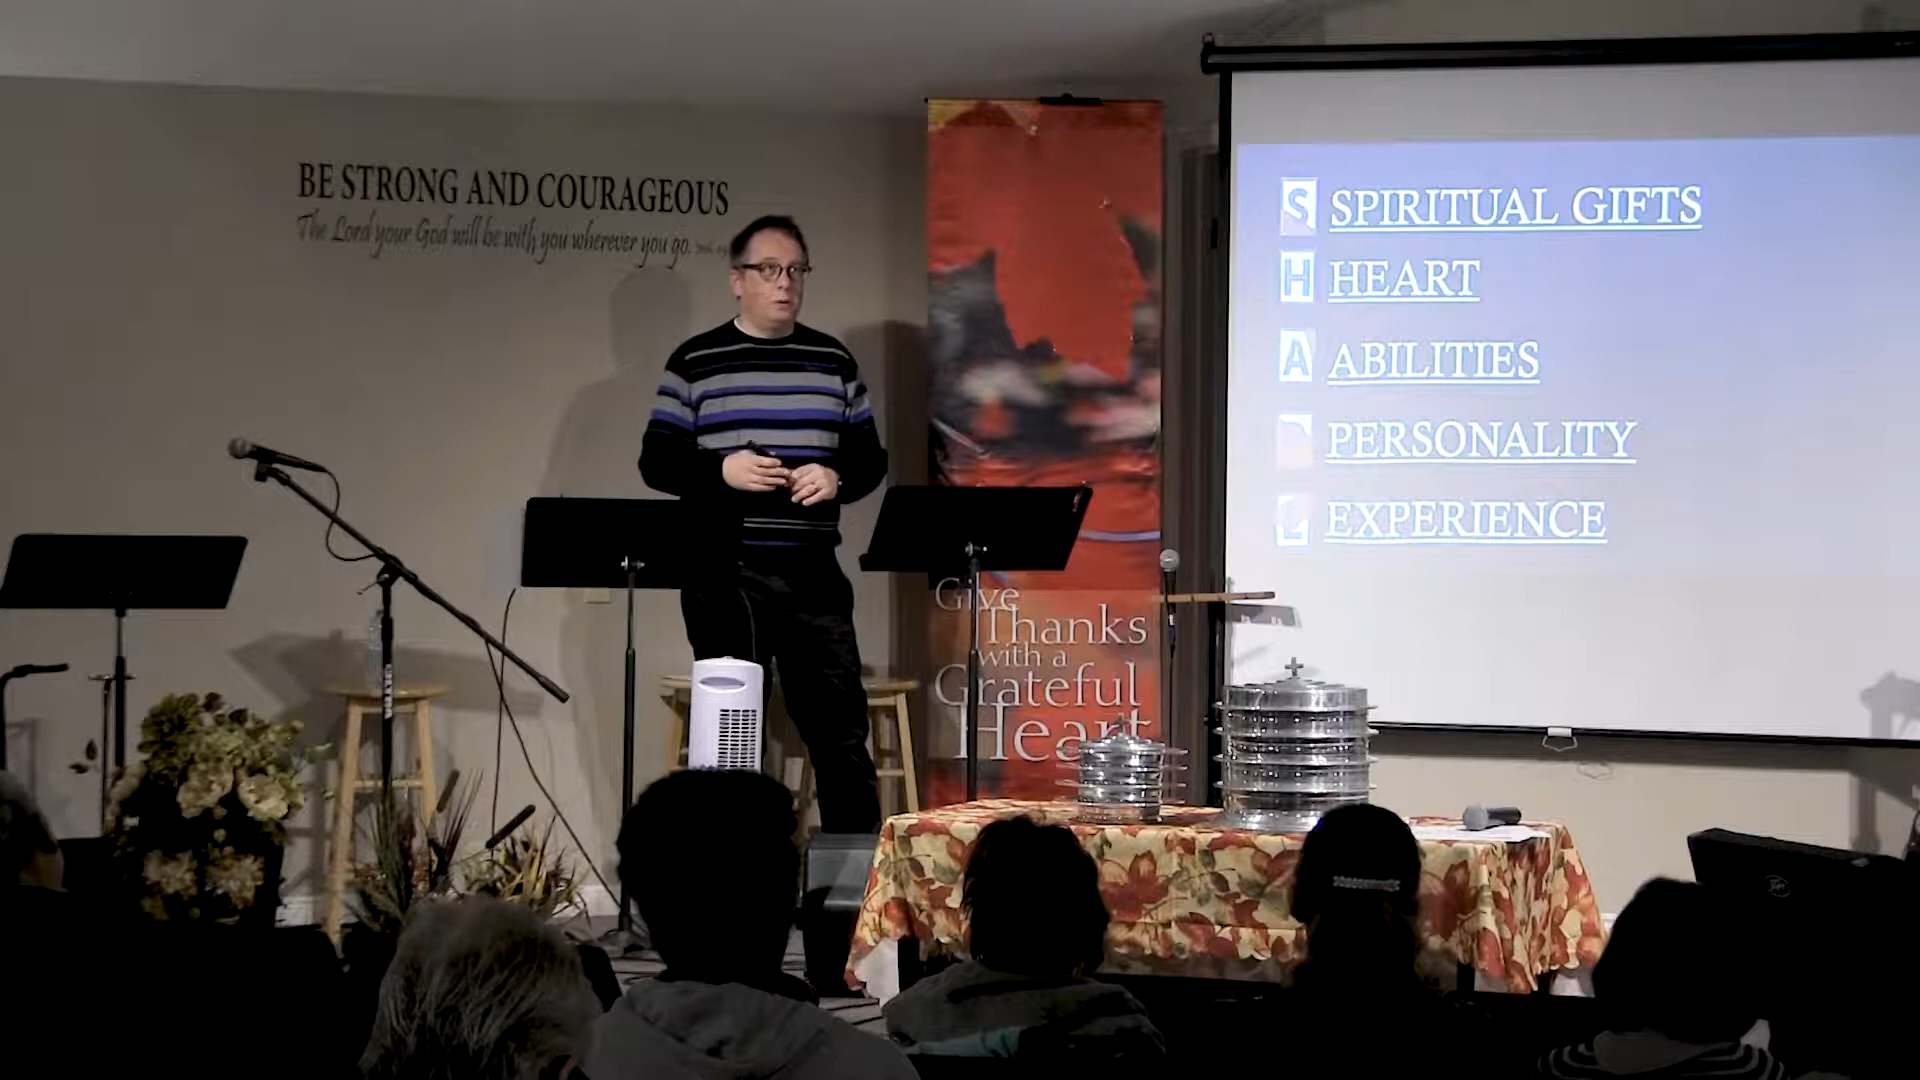 BE STRONG AND COURAGEOUS
The Lord your God will be with you wherever you go.
Give
Thanks
with a
Grateful
Heart
S SPIRITUAL GIFTS
H HEART
A ABILITIES
PERSONALITY
EXPERIENCE